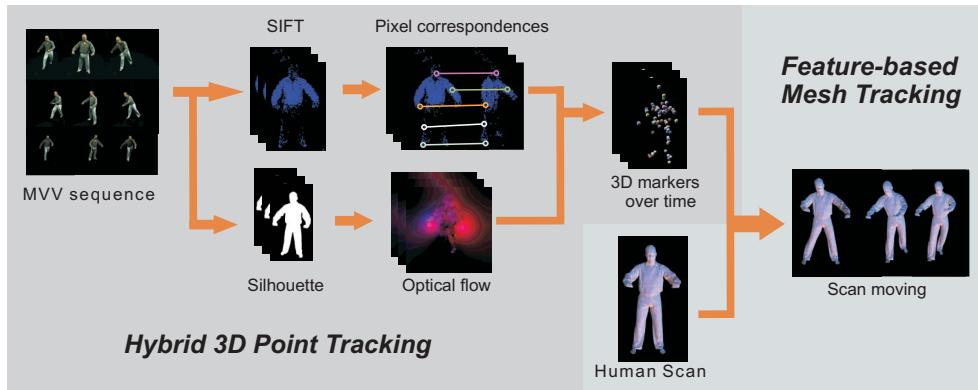 SIFT
Pixel correspondences
Feature-based
Mesh Tracking
MVV sequence
3D markers
over time
Silhouette
Optical flow
Scan moving
Hybrid 3D Point Tracking
Human Scan